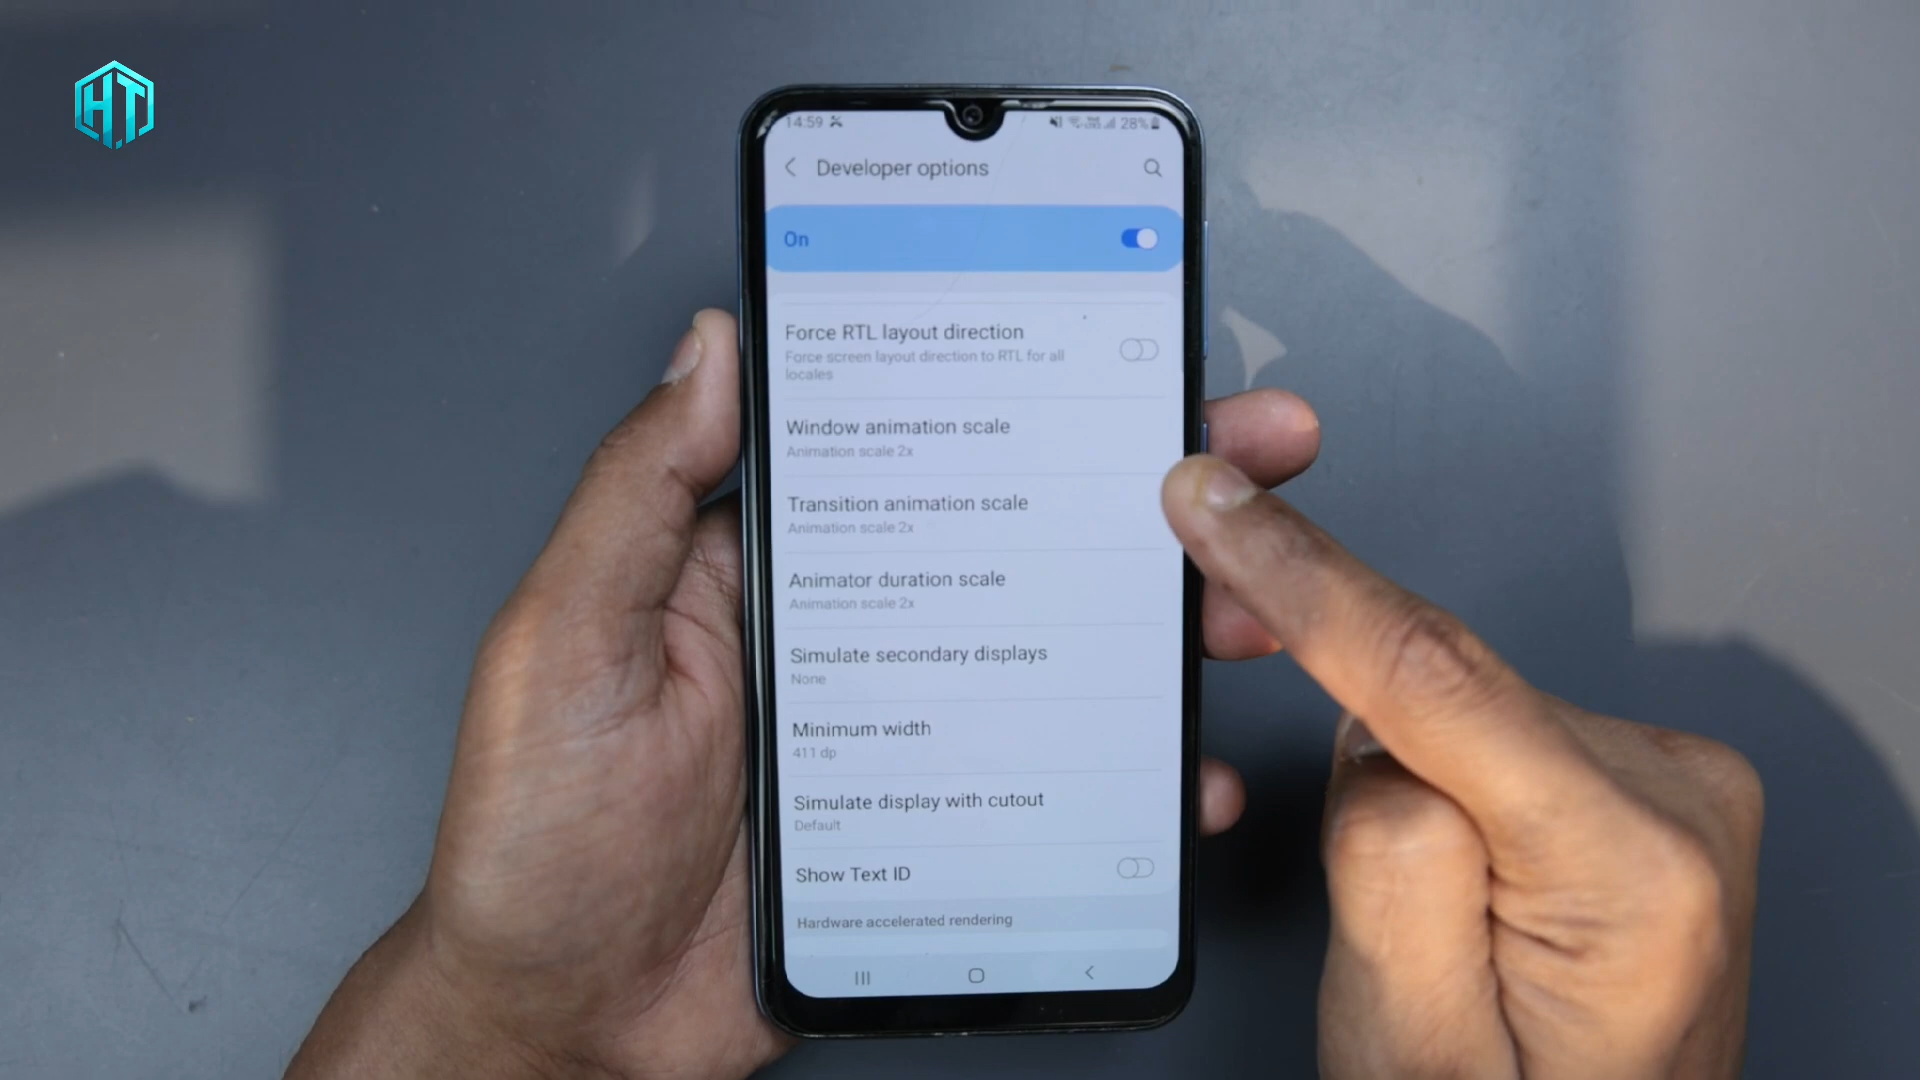 HT
14:59
28%
Developer options
On
Force RTL layout direction
Force screen layout direction to RTL for all
locales
Window animation scale
Animation scale 2x
Transition animation scale
Animation scale 2x
Animator duration scale
Animation scale 2x
Simulate secondary displays
None
Minimum width
411 dp
Simulate display with cutout
Default
Show Text ID
Hardware accelerated rendering